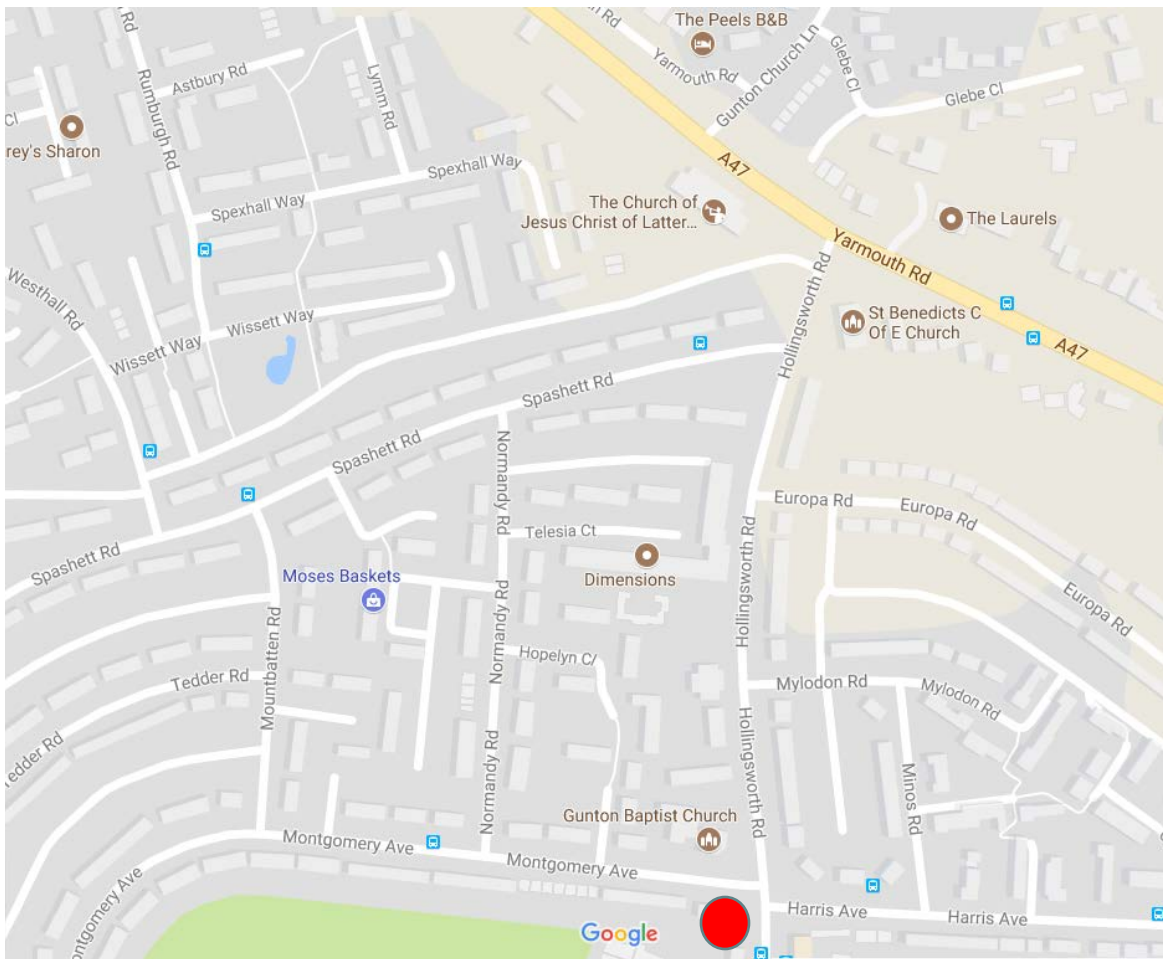 Rd
The Peels B&B
Rd
Yarmouth Rd
Gunton Church Ln
Glebe Cl
Glebe Cl
Astbury Rd
Lymm Rd
Rumburgh Rd
Cl
rey's Sharon
A47
Spexhall Way
Spexhall Way
The Church of
Jesus Christ of Latter...
The Laurels
Yarmouth Rd
Westhall Rd
Wissett Way
Wissett Way
Hollingsworth Rd
St Benedicts C
Of E Church
A47
Spashett Rd
Spashett Rd
Normandy Rd
Europa Rd
Europa Rd
Telesia Ct
Spashett Rd
Hollingsworth Rd
Dimensions
Moses Baskets
Europa Rd
Mountbatten Rd
Normandy Rd
Hopelyn C/
Tedder Rd
Mylodon Rd
Mylodon Rd
Tedder Rd
Normandy Rd
Hollingsworth Rd
Minos Rd
Gunton Baptist Church
Montgomery Ave
Montgomery Ave
ontgomery Ave
Harris Ave
Harris Ave
Google